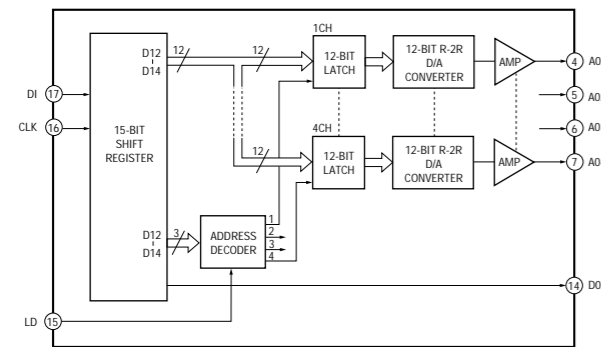 1CH
D12
D14
12
12
12-BIT
LATCH
12-BIT R-2R
D/A
CONVERTER
AMP
4
A0
DI
17
5
A0
CLK
16
15-BIT
SHIFT
REGISTER
6
A0
4CH
12
12-BIT
LATCH
12-BIT R-2R
D/A
CONVERTER
AMP
7
A0
D12
D14
3
ADDRESS
DECODER
1
2
3
4
14
D0
LD
15